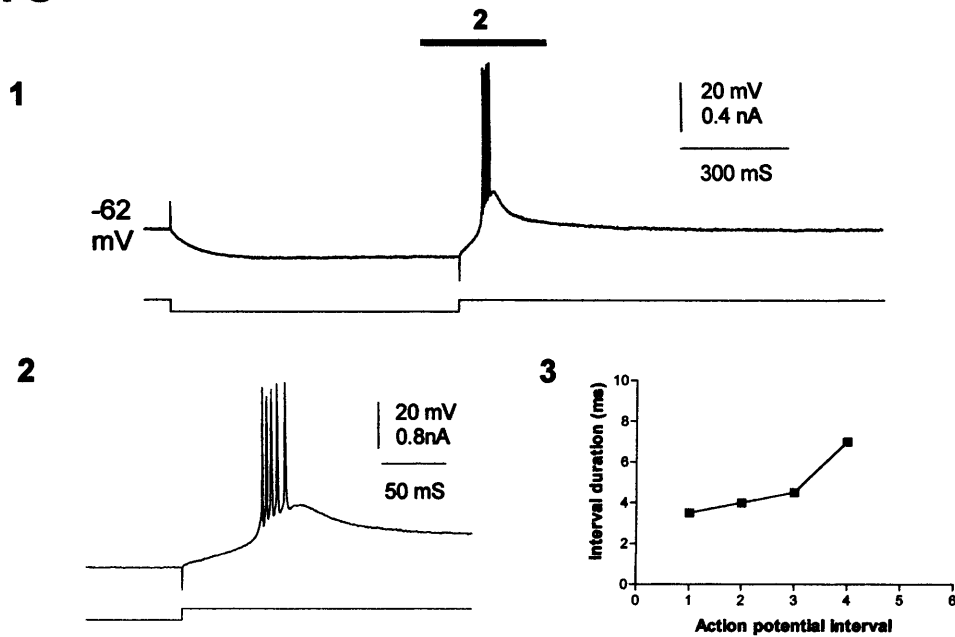 2
1
20 mV
0.4 nA
300 mS
-62
mV
2
20 mV
0.8nA
50 mS
3
Interval duration (ms)
10
8
6
4
2
0
0 1 2 3 4 5 6
Action potential interval